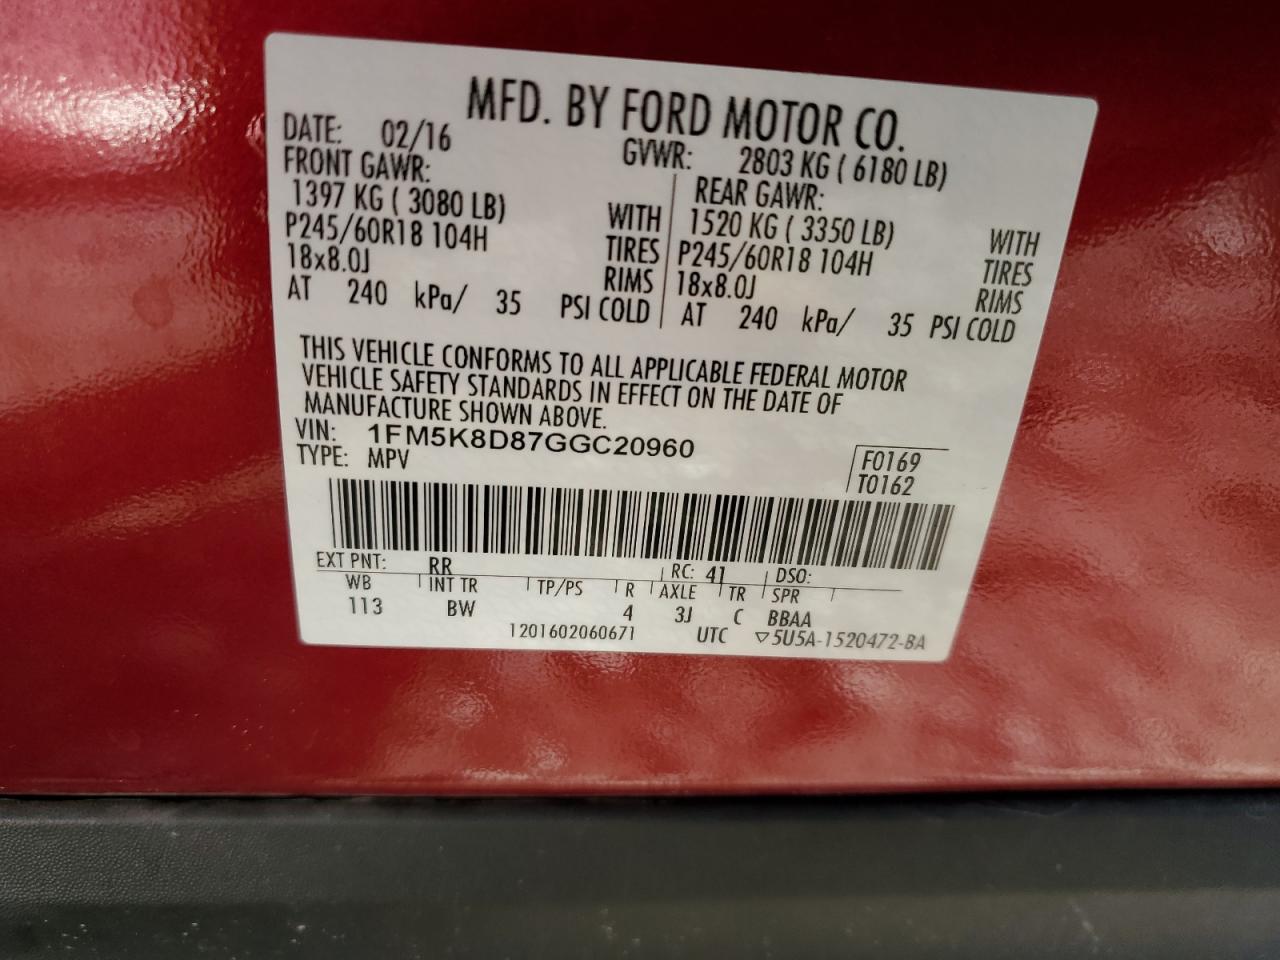 MFD. BY FORD MOTOR CO.
DATE: 02/16 GVWR: 2803 KG ( 6180 LB)
FRONT GAWR: REAR GAWR:
1397 KG ( 3080 LB) WITH 1520 KG ( 3350 LB) WITH
P245/60R18 104H TIRES P245/60R18 104H TIRES
18x8.0J RIMS 18x8.0J RIMS
AT 240 kPa/ 35 PSI COLD AT 240 kPa/ 35 PSI COLD
THIS VEHICLE CONFORMS TO ALL APPLICABLE FEDERAL MOTOR
VEHICLE SAFETY STANDARDS IN EFFECT ON THE DATE OF
MANUFACTURE SHOWN ABOVE.
VIN: 1FM5K8D87GGC20960 F0169
TYPE: MPV T0162
EXT PNT: RR RC: 41 DSO:
WB INT TR TP/PS R AXLE TR SPR
113 BW 4 3J C BBAA
1201602060671 UTC ▽5U5A-1520472-BA